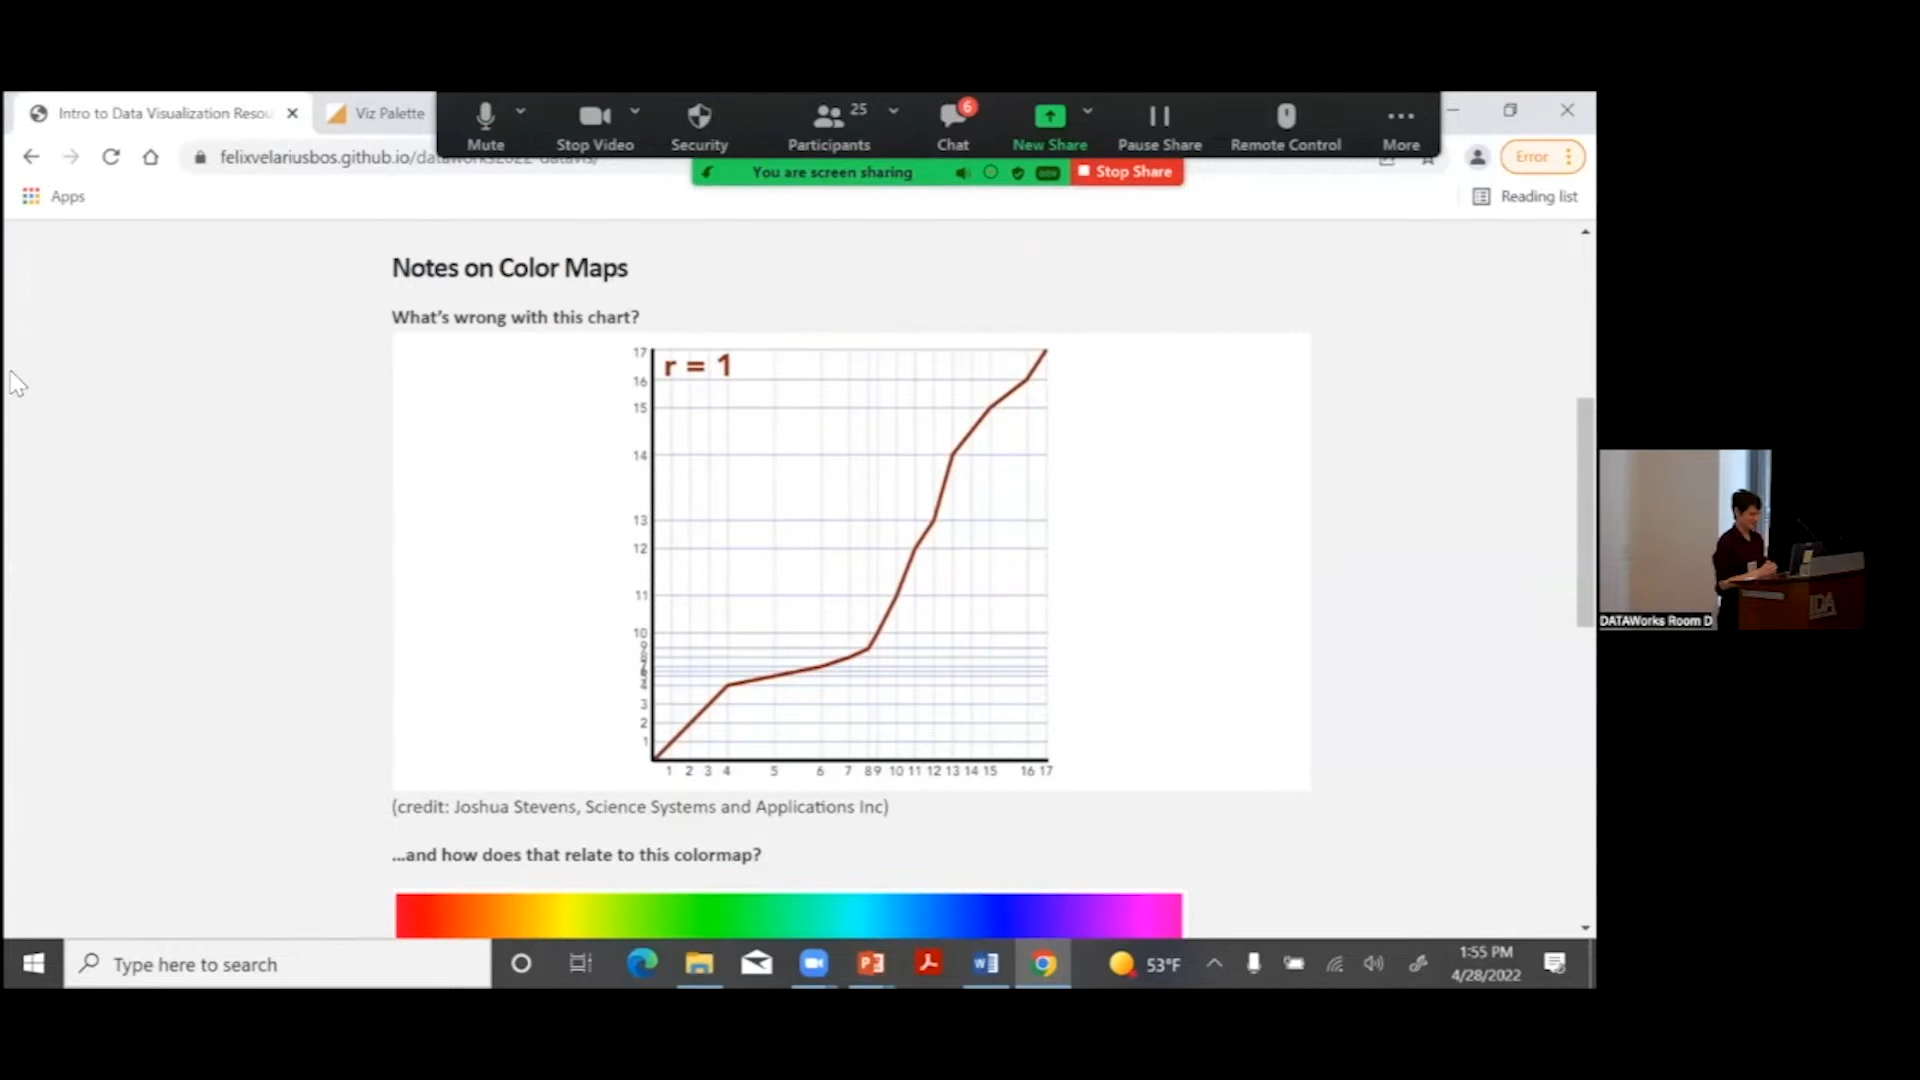 Intro to Data Visualization Resou
Viz Palette
Mute
Stop Video
Security
25
Participants
6
Chat
New Share
Pause Share
Remote Control
More
felixvelariusbos.github.io/dataworks2022-datavis/
You are screen sharing
Stop Share
Error
Apps
Reading list
Notes on Color Maps
What's wrong with this chart?
r = 1
17
16
15
14
13
12
11
10
9
4
3
2
1
1 2 3 4 5 6 7 8 9 10 11 12 13 14 15 16 17
(credit: Joshua Stevens, Science Systems and Applications Inc)
...and how does that relate to this colormap?
DATAWorks Room D
IDA
Type here to search
53°F
1:55 PM
4/28/2022